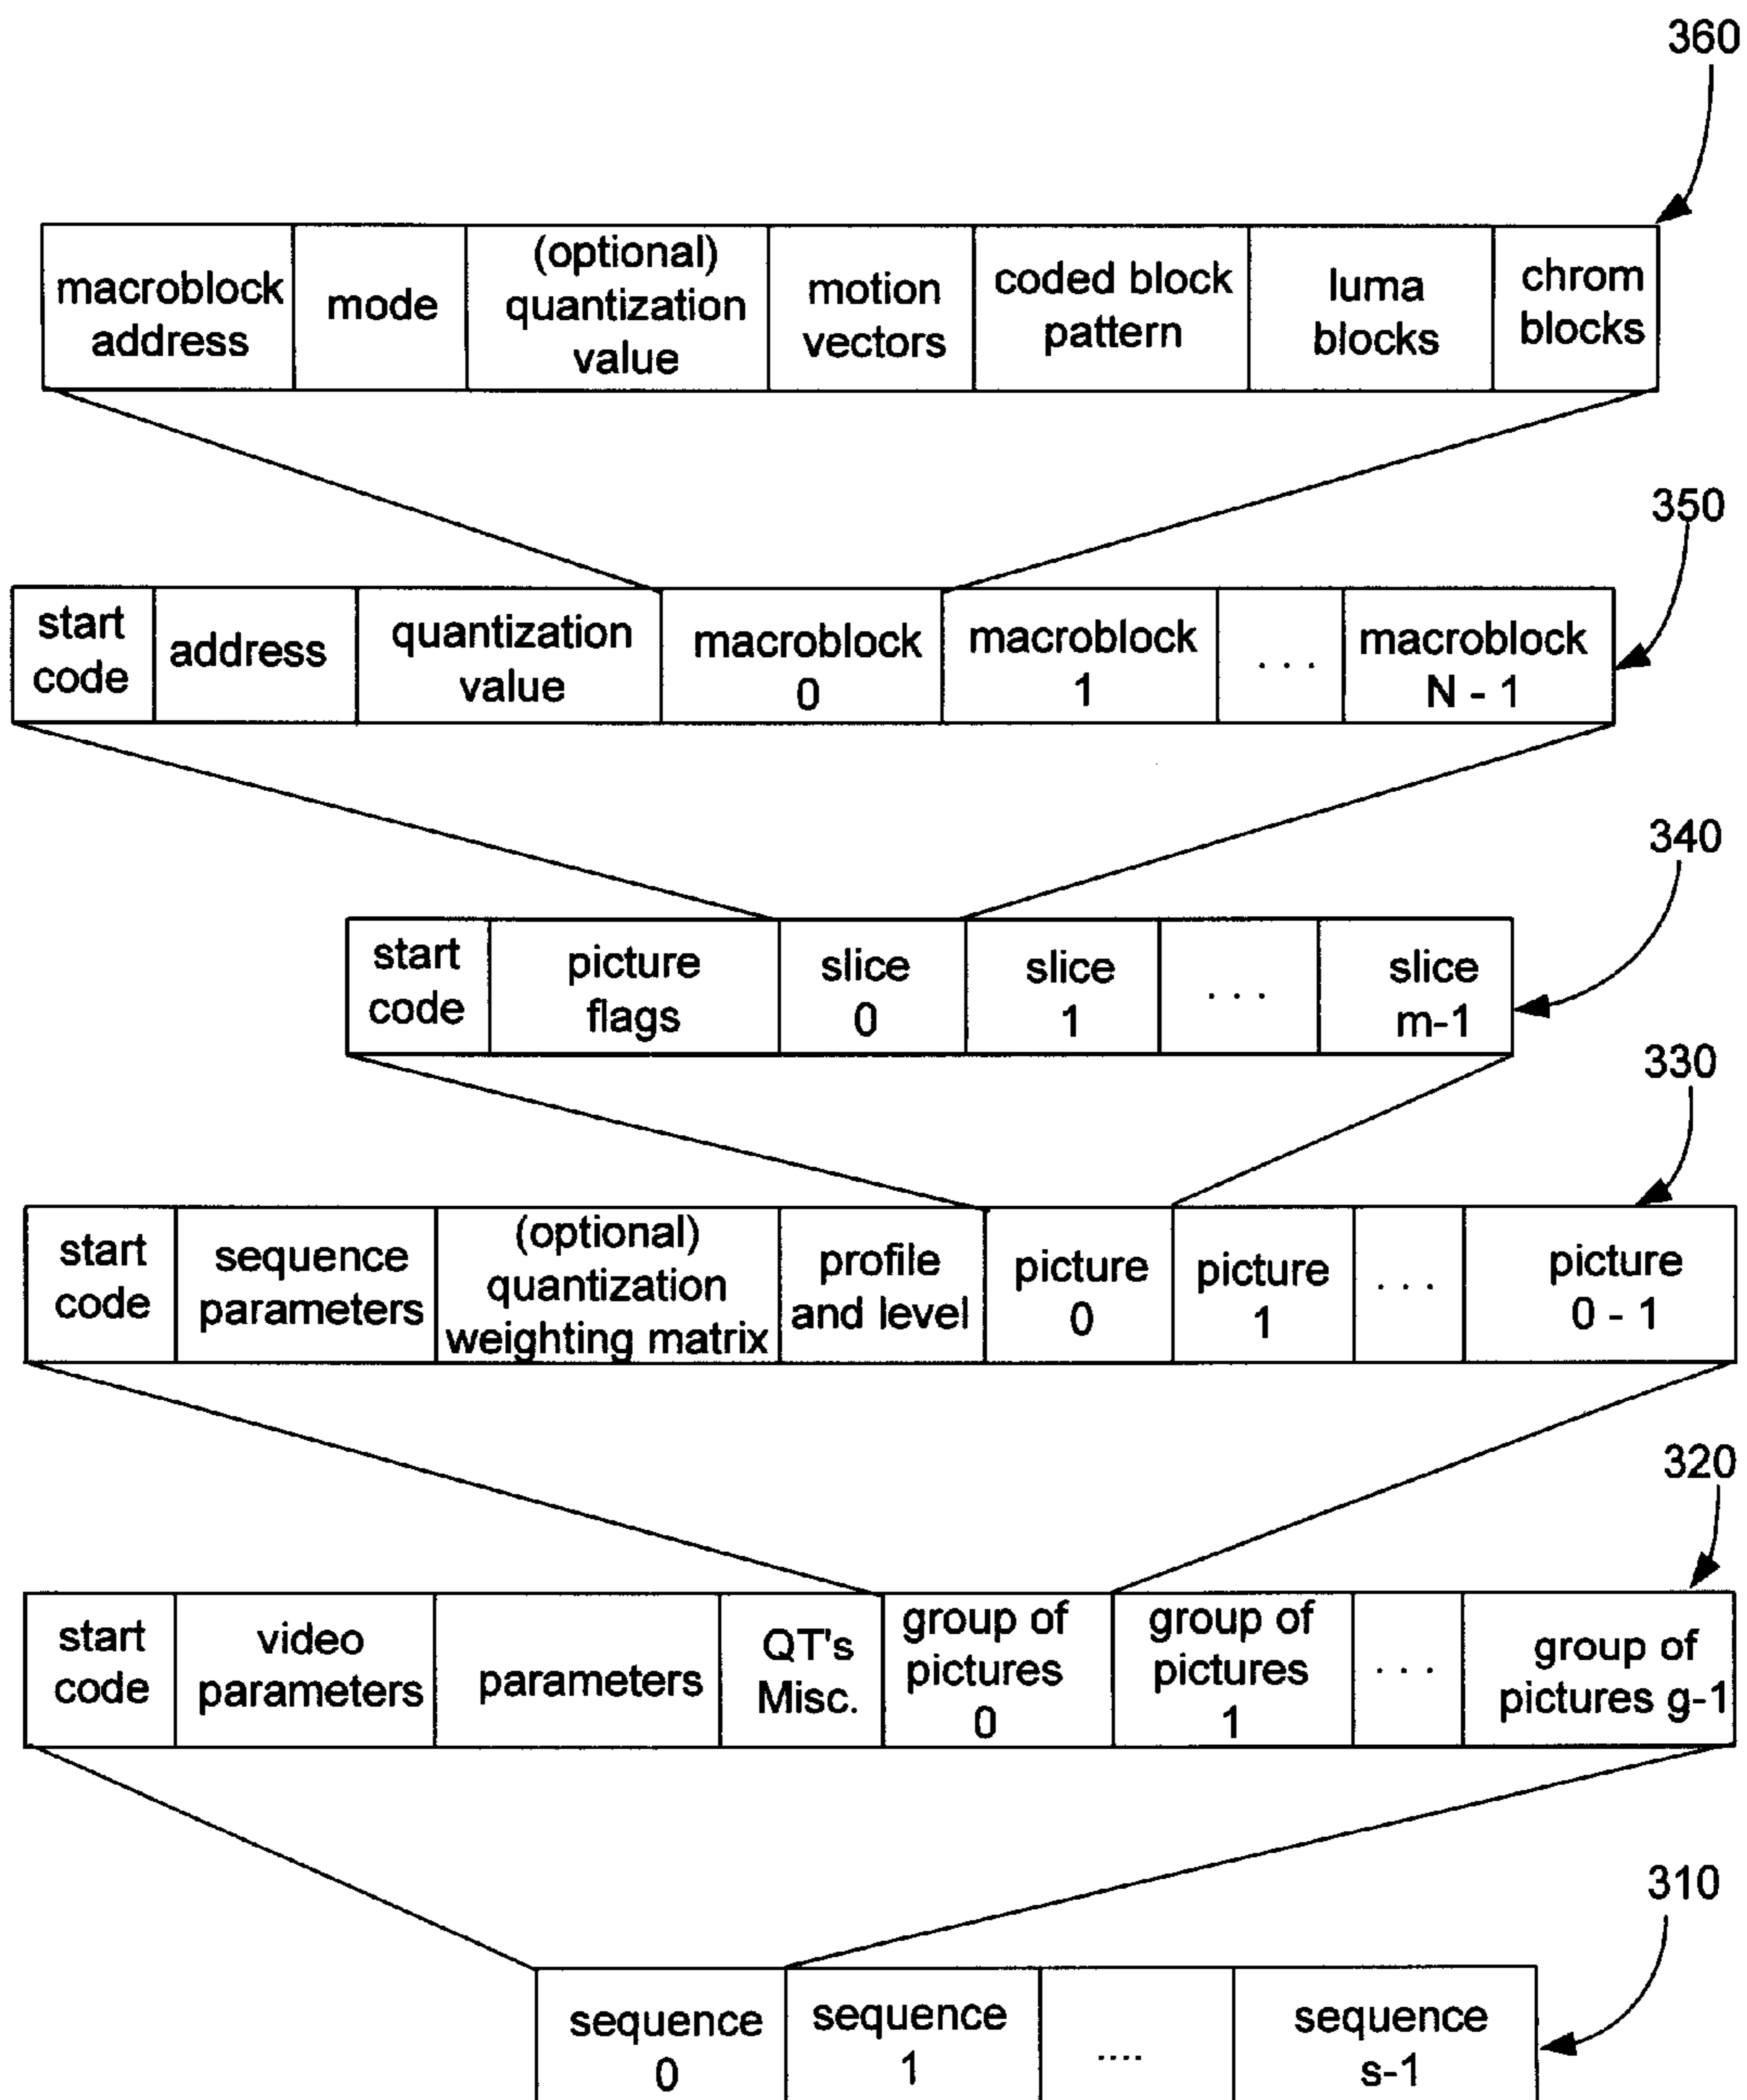 360
macroblock
address
mode
(optional)
quantization
value
motion
vectors
coded block
pattern
luma
blocks
chrom
blocks
350
start
code
address
quantization
value
macroblock
0
macroblock
1
. . .
macroblock
N - 1
340
start
code
picture
flags
slice
0
slice
1
. . .
slice
m-1
330
start
code
sequence
parameters
(optional)
quantization
weighting matrix
profile
and level
picture
0
picture
1
. . .
picture
0 - 1
320
start
code
video
parameters
parameters
QT's
Misc.
group of
pictures
0
group of
pictures
1
. . .
group of
pictures g-1
310
sequence
0
sequence
1
....
sequence
s-1